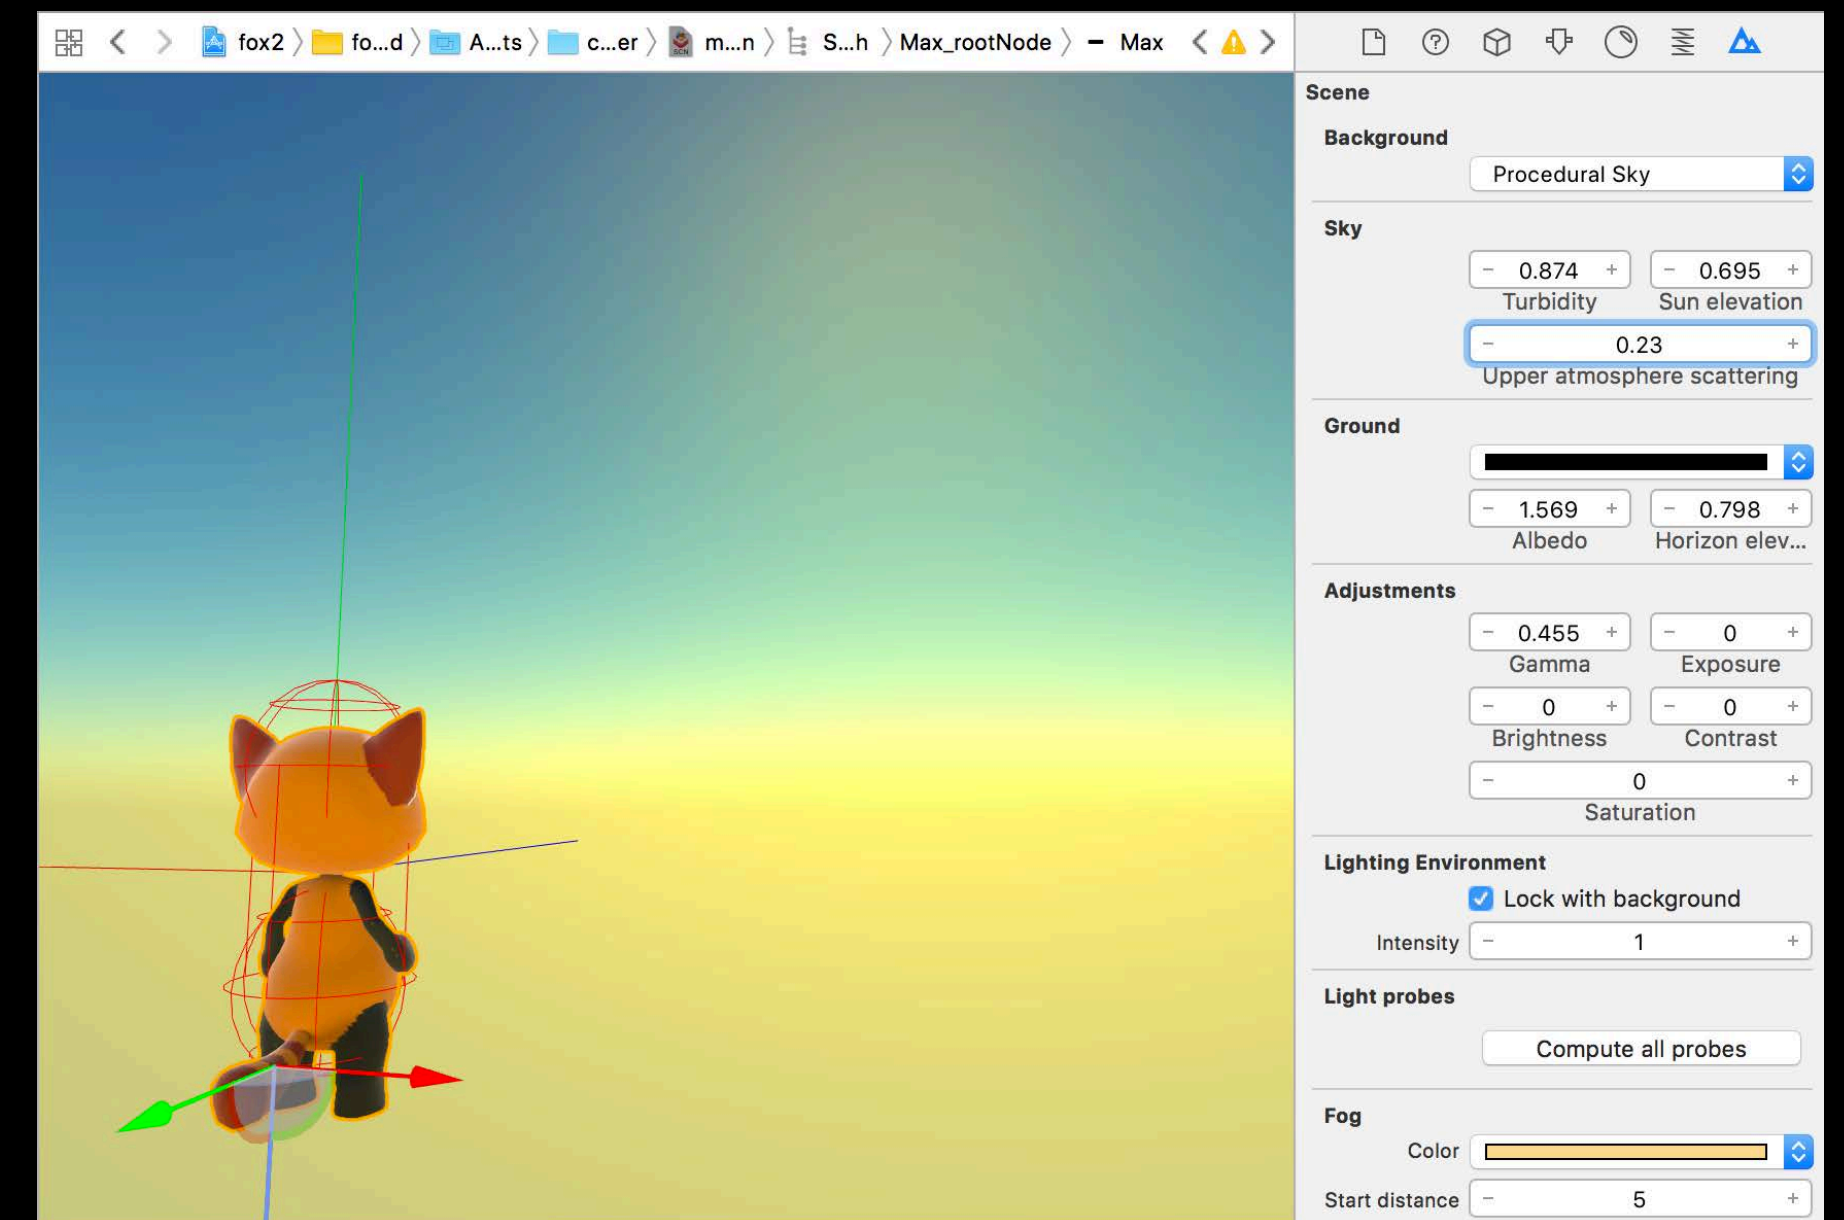 fox2 fo...d A...ts c...er m...n S...h Max_rootNode Max
Scene
Background
Procedural Sky
Sky
0.874 0.695
Turbidity Sun elevation
0.23
Upper atmosphere scattering
Ground
1.569 0.798
Albedo Horizon elev...
Adjustments
0.455 0
Gamma Exposure
0 0
Brightness Contrast
0
Saturation
Lighting Environment
Lock with background
Intensity 1
Light probes
Compute all probes
Fog
Color
Start distance 5